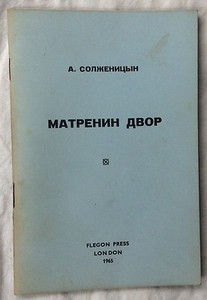 А. СОЛЖЕНИЦЫН
МАТРЕНИН ДВОР
FLEGON PRESS
LONDON
1965